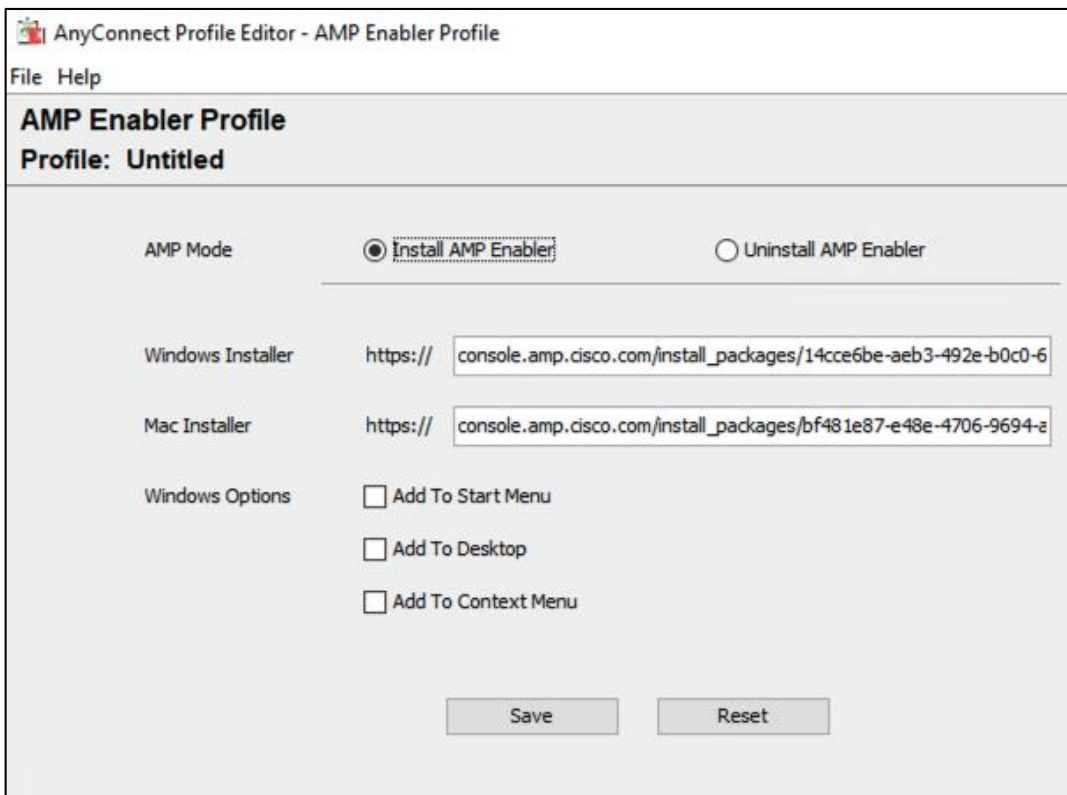 AnyConnect Profile Editor - AMP Enabler Profile
File Help
AMP Enabler Profile
Profile: Untitled
AMP Mode Install AMP Enabler Uninstall AMP Enabler
Windows Installer https:// console.amp.cisco.com/install_packages/14cce6be-aeb3-492e-b0c0-6
Mac Installer https:// console.amp.cisco.com/install_packages/bf481e87-e48e-4706-9694-a
Windows Options Add To Start Menu
Add To Desktop
Add To Context Menu
Save Reset